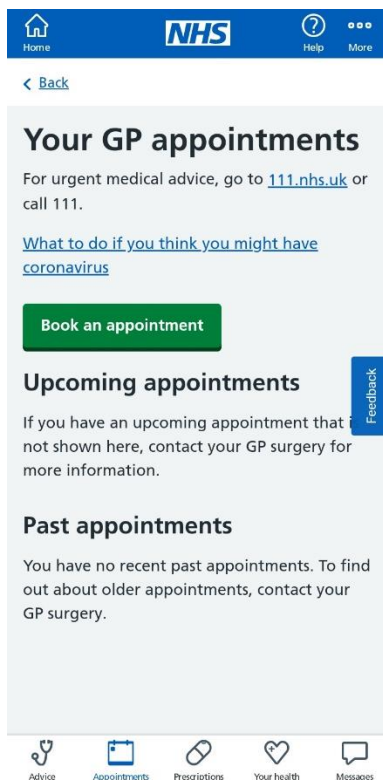 NHS
Home
Help
More
Back
Your GP appointments
For urgent medical advice, go to 111.nhs.uk or
call 111.
What to do if you think you might have
coronavirus
Book an appointment
Feedback
Upcoming appointments
If you have an upcoming appointment that
not shown here, contact your GP surgery for
more information.
Past appointments
You have no recent past appointments. To find
out about older appointments, contact your
GP surgery.
Advice
Appointments
Prescriptions
Your health
Messages